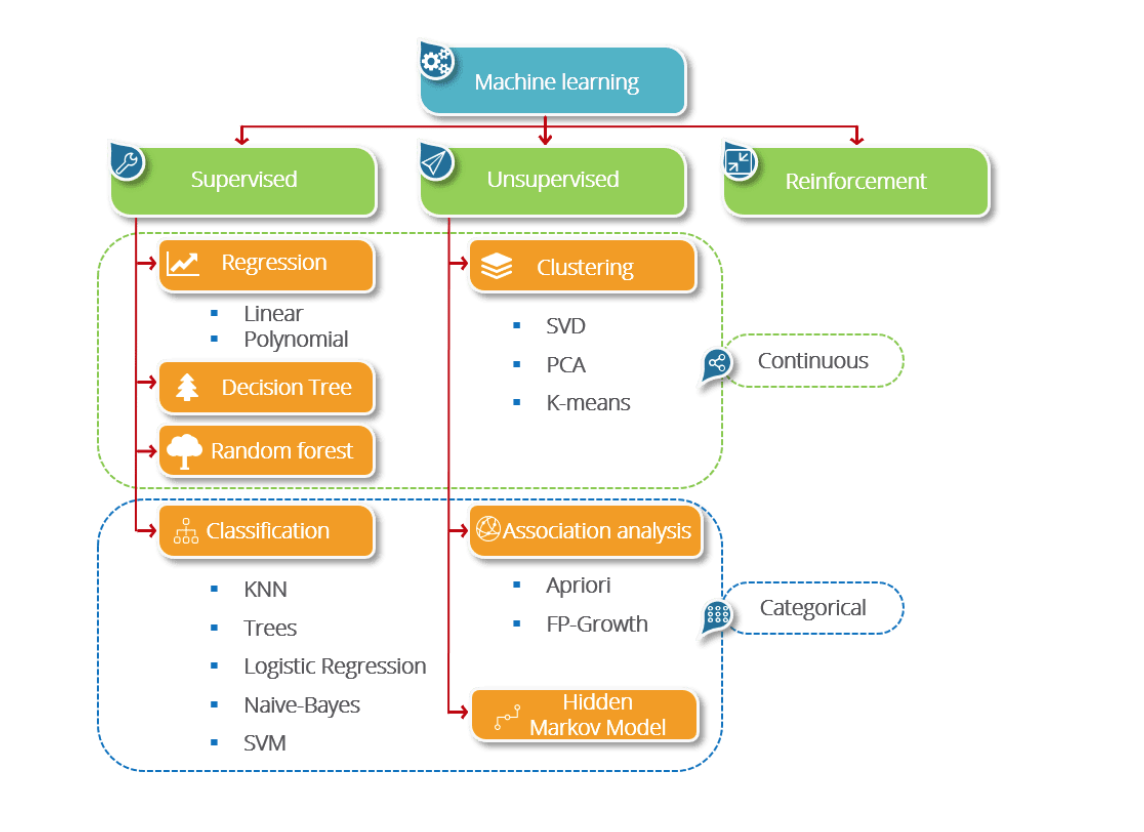 Machine learning
Supervised
Unsupervised
Reinforcement
Regression
Linear
Polynomial
Decision Tree
Random forest
Clustering
SVD
PCA
K-means
Continuous
Classification
KNN
Trees
Logistic Regression
Naive-Bayes
SVM
Association analysis
Apriori
FP-Growth
Hidden
Markov Model
Categorical